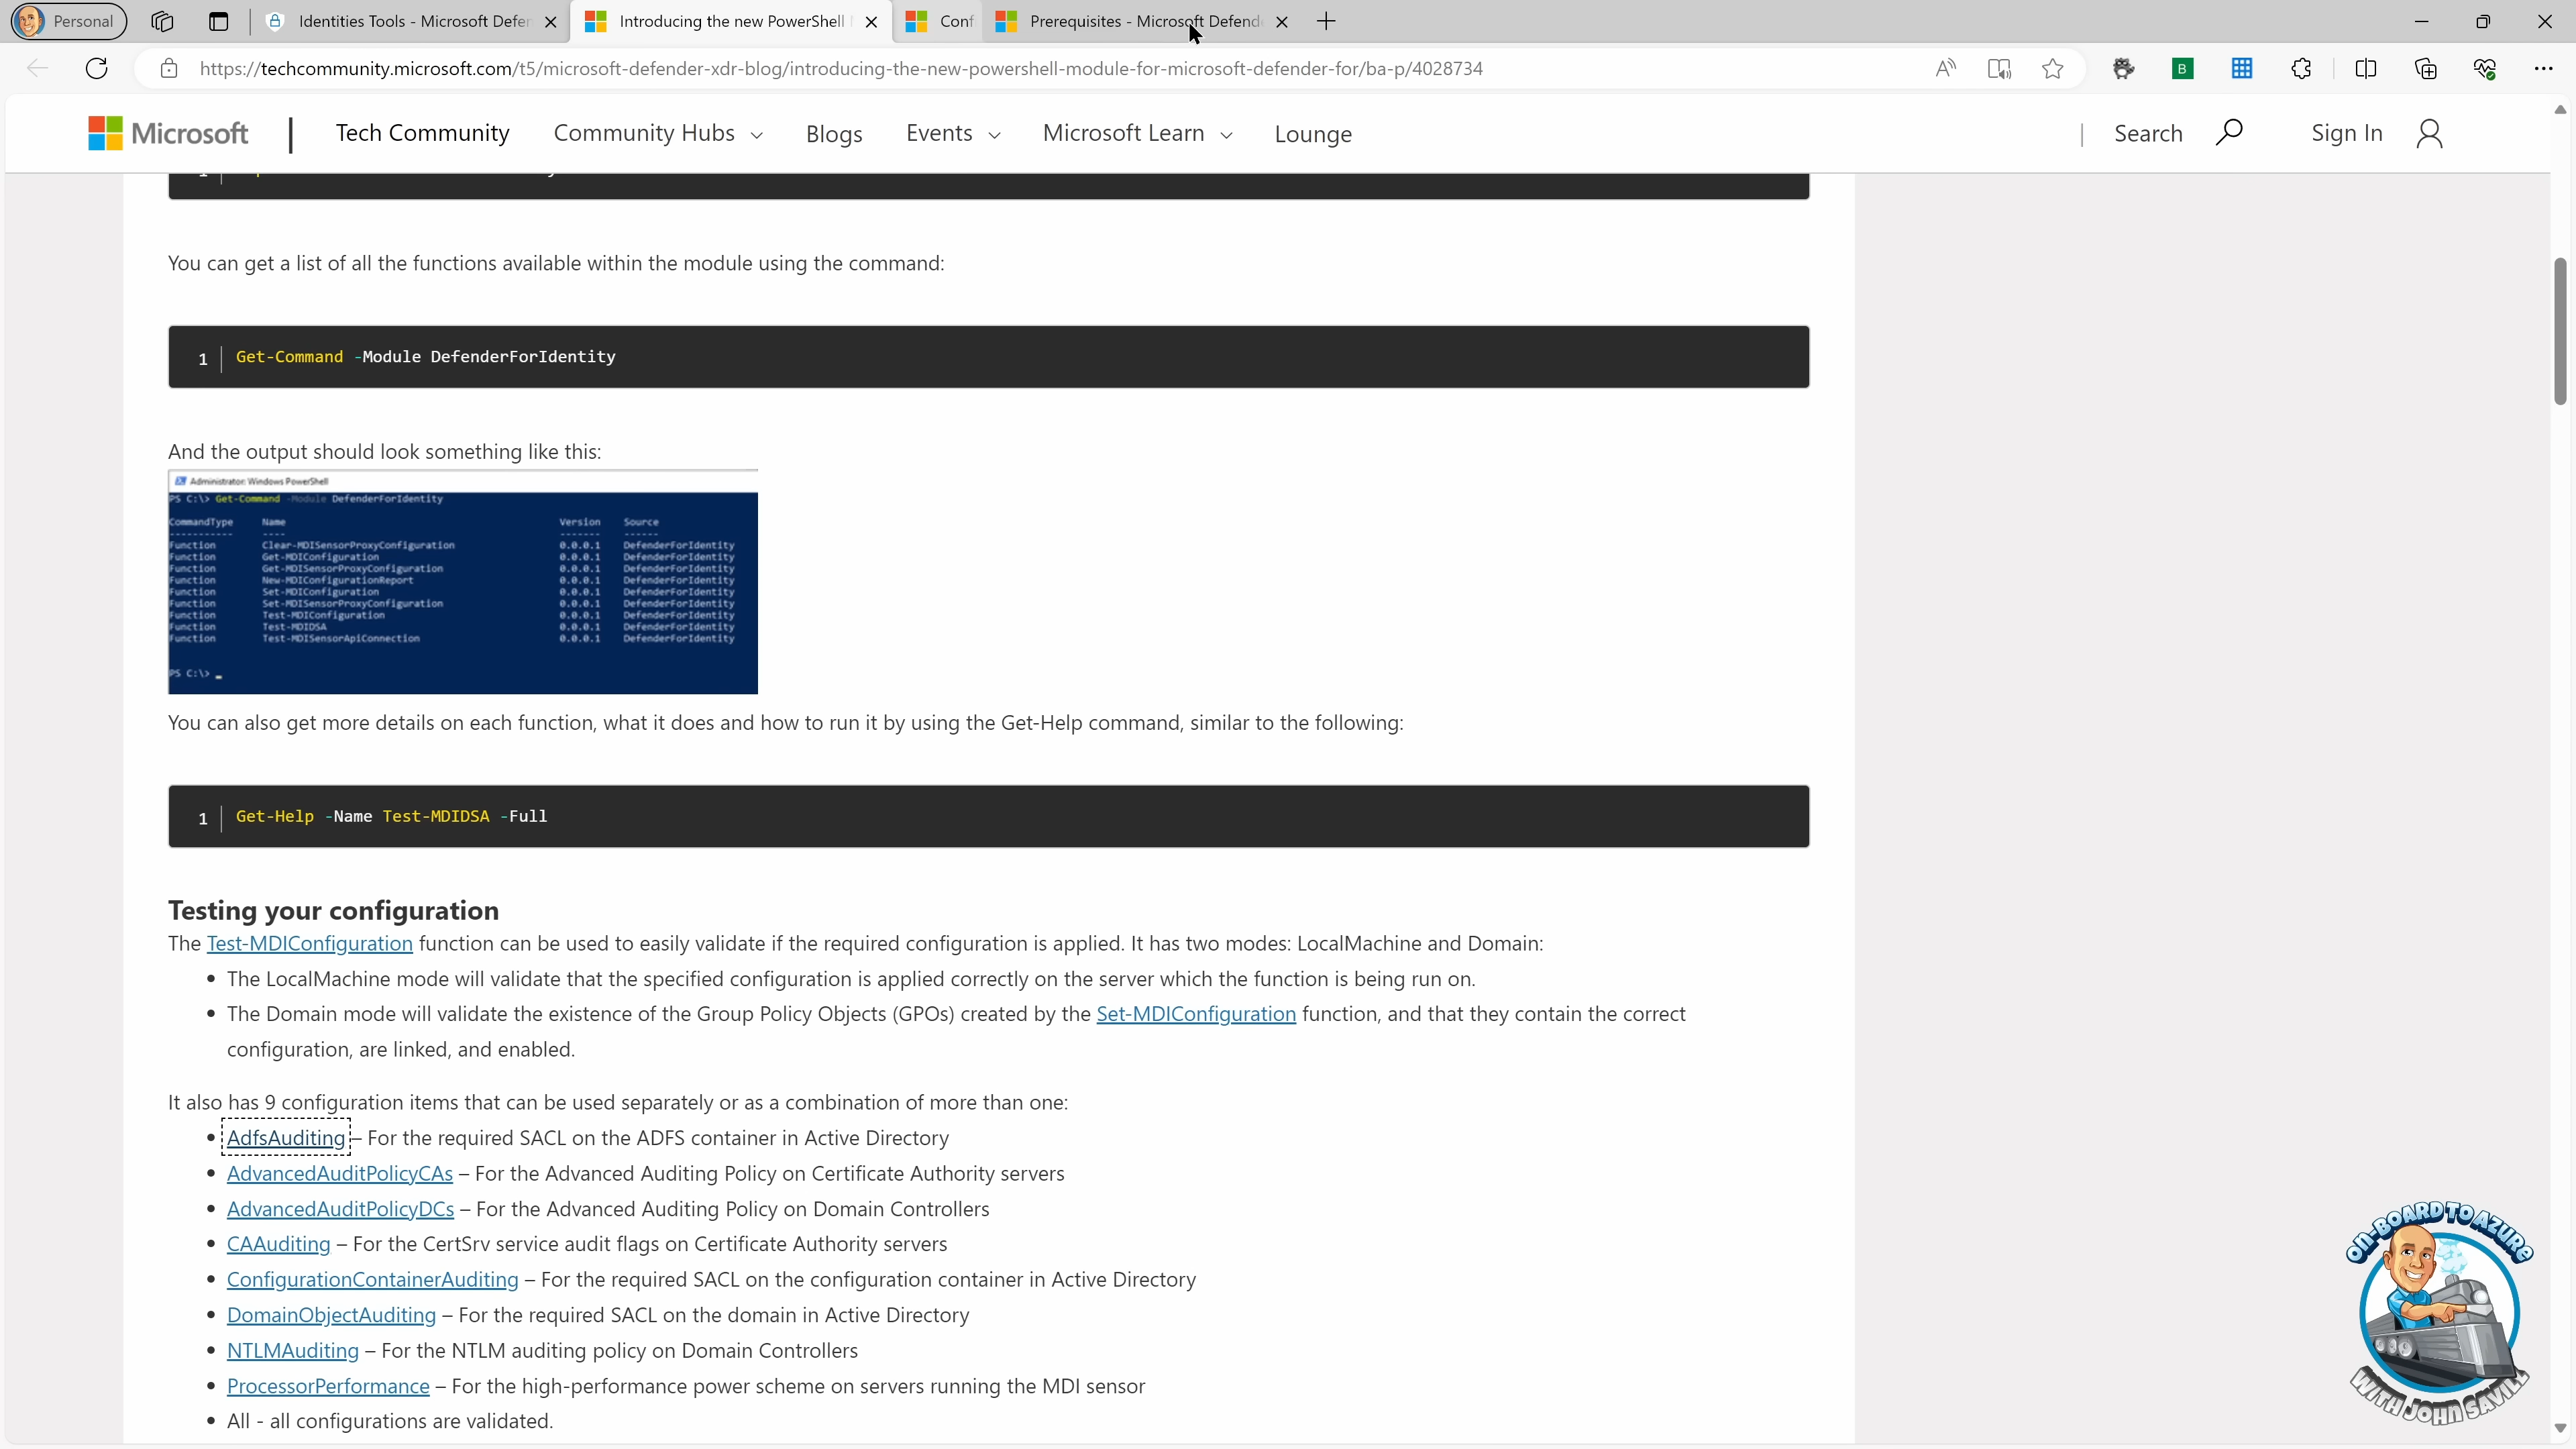 Personal
Identities Tools - Microsoft Defen
Introducing the new PowerShell
Conf
Prerequisites - Microsoft Defende
https://techcommunity.microsoft.com/t5/microsoft-defender-xdr-blog/introducing-the-new-powershell-module-for-microsoft-defender-for/ba-p/4028734
Microsoft
Tech Community
Community Hubs
Blogs
Events
Microsoft Learn
Lounge
Search
Sign In
You can get a list of all the functions available within the module using the command:
1 Get-Command -Module DefenderForIdentity
And the output should look something like this:
Administrator: Windows PowerShell
PS C:\> Get-Command -Module DefenderForIdentity
CommandType Name Version Source
----------- ---- ------- ------
Function Clear-MDISensorProxyConfiguration 0.0.0.1 DefenderForIdentity
Function Get-MDIConfiguration 0.0.0.1 DefenderForIdentity
Function Get-MDISensorProxyConfiguration 0.0.0.1 DefenderForIdentity
Function New-MDIConfigurationReport 0.0.0.1 DefenderForIdentity
Function Set-MDIConfiguration 0.0.0.1 DefenderForIdentity
Function Set-MDISensorProxyConfiguration 0.0.0.1 DefenderForIdentity
Function Test-MDIConfiguration 0.0.0.1 DefenderForIdentity
Function Test-MDIDSA 0.0.0.1 DefenderForIdentity
Function Test-MDISensorApiConnection 0.0.0.1 DefenderForIdentity
PS C:\> _
You can also get more details on each function, what it does and how to run it by using the Get-Help command, similar to the following:
1 Get-Help -Name Test-MDIDSA -Full
Testing your configuration
The Test-MDIConfiguration function can be used to easily validate if the required configuration is applied. It has two modes: LocalMachine and Domain:
• The LocalMachine mode will validate that the specified configuration is applied correctly on the server which the function is being run on.
• The Domain mode will validate the existence of the Group Policy Objects (GPOs) created by the Set-MDIConfiguration function, and that they contain the correct
configuration, are linked, and enabled.
It also has 9 configuration items that can be used separately or as a combination of more than one:
• AdfsAuditing – For the required SACL on the ADFS container in Active Directory
• AdvancedAuditPolicyCAs – For the Advanced Auditing Policy on Certificate Authority servers
• AdvancedAuditPolicyDCs – For the Advanced Auditing Policy on Domain Controllers
• CAAuditing – For the CertSrv service audit flags on Certificate Authority servers
• ConfigurationContainerAuditing – For the required SACL on the configuration container in Active Directory
• DomainObjectAuditing – For the required SACL on the domain in Active Directory
• NTLMAuditing – For the NTLM auditing policy on Domain Controllers
• ProcessorPerformance – For the high-performance power scheme on servers running the MDI sensor
• All - all configurations are validated.
ON-BOARD TO AZURE
WITH JOHN SAVILL